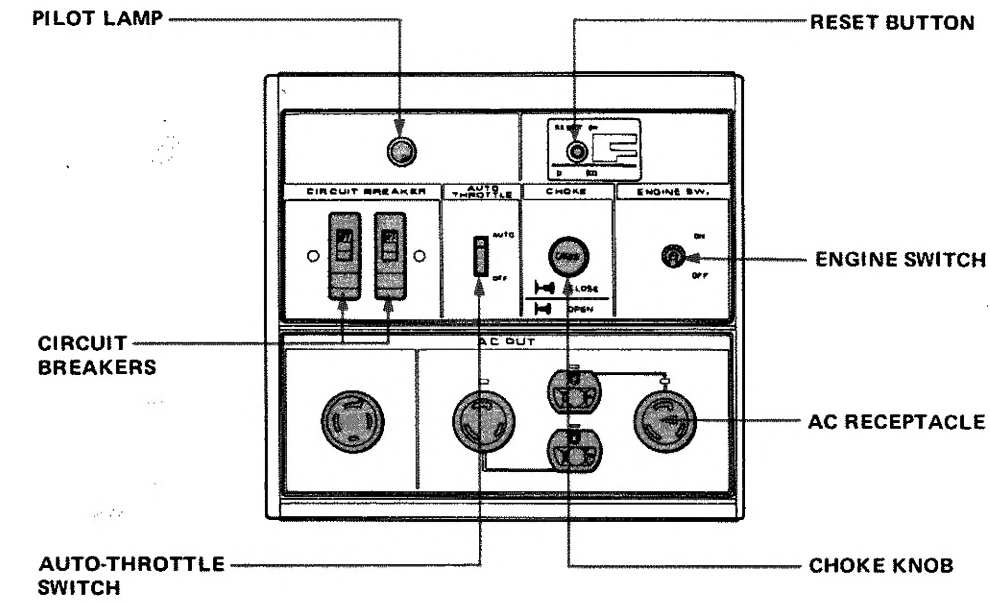 PILOT LAMP
RESET BUTTON
CIRCUIT BREAKER
AUTO
THROTTLE
CHOKE
ENGINE SW.
AUTO
OFF
CLOSE
OPEN
ON
OFF
ENGINE SWITCH
CIRCUIT
BREAKERS
AC OUT
AC RECEPTACLE
AUTO-THROTTLE
SWITCH
CHOKE KNOB